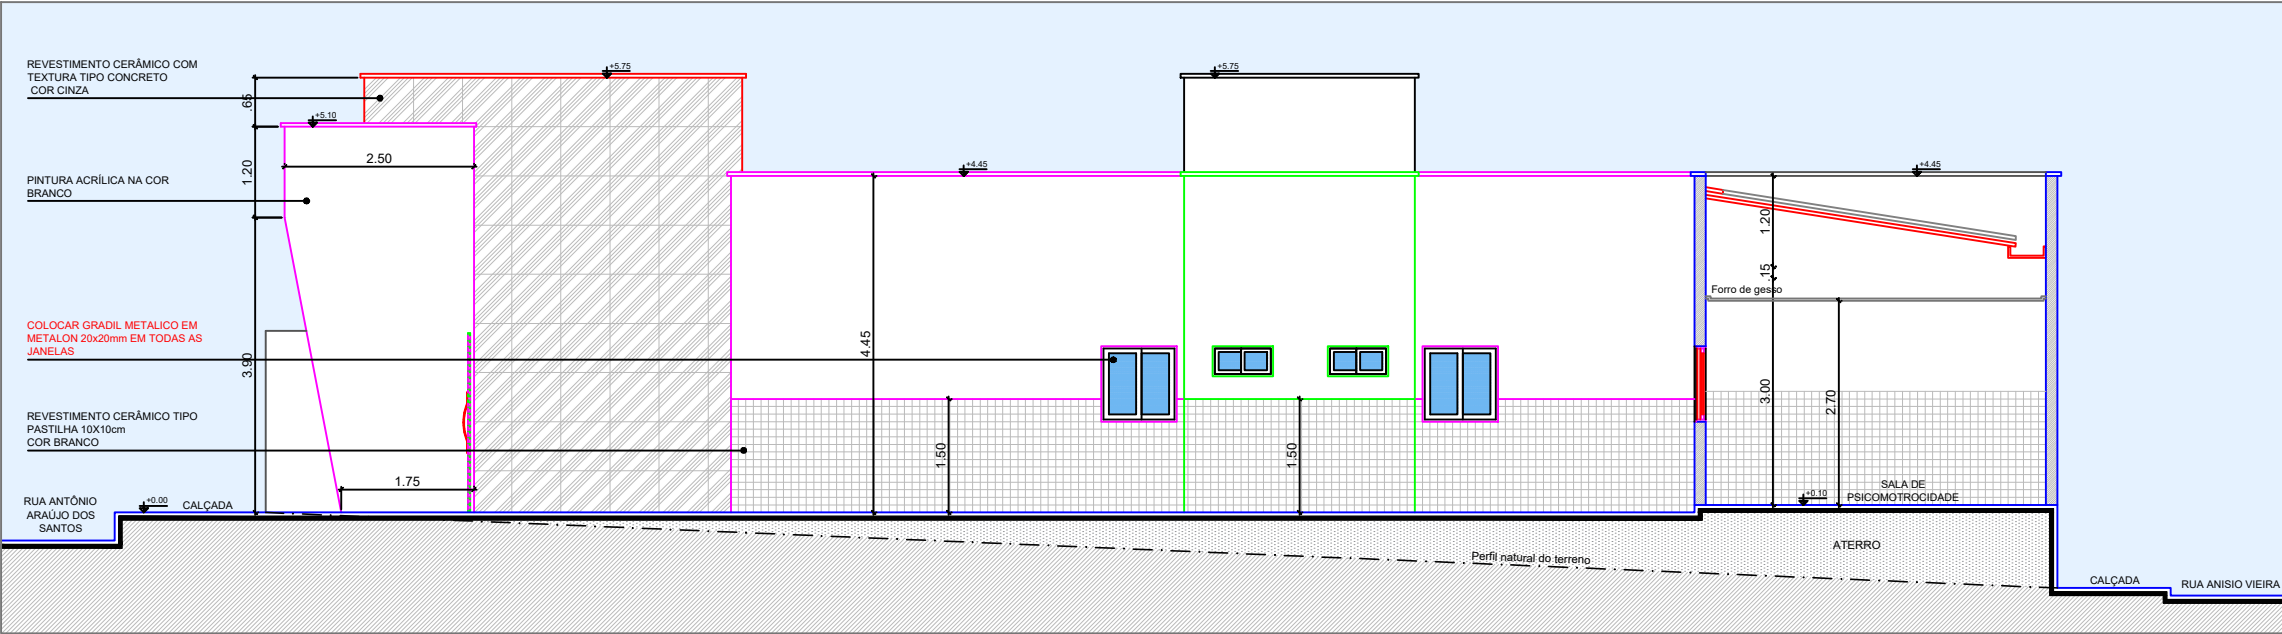 REVESTIMENTO CERÂMICO COM
TEXTURA TIPO CONCRETO
COR CINZA
PINTURA ACRÍLICA NA COR
BRANCO
COLOCAR GRADIL METALICO EM
METALON 20x20mm EM TODAS AS
JANELAS
REVESTIMENTO CERÂMICO TIPO
PASTILHA 10X10cm
COR BRANCO
RUA ANTÔNIO
ARAÚJO DOS
SANTOS
+0.00
CALÇADA
.65
1.20
3.90
+5.10
2.50
1.75
+5.75
+4.45
4.45
1.50
+5.75
1.50
+4.45
1.20
.15
Forro de gesso
3.00
2.70
+0.10
SALA DE
PSICOMOTROCIDADE
ATERRO
Perfil natural do terreno
CALÇADA
RUA ANISIO VIEIRA